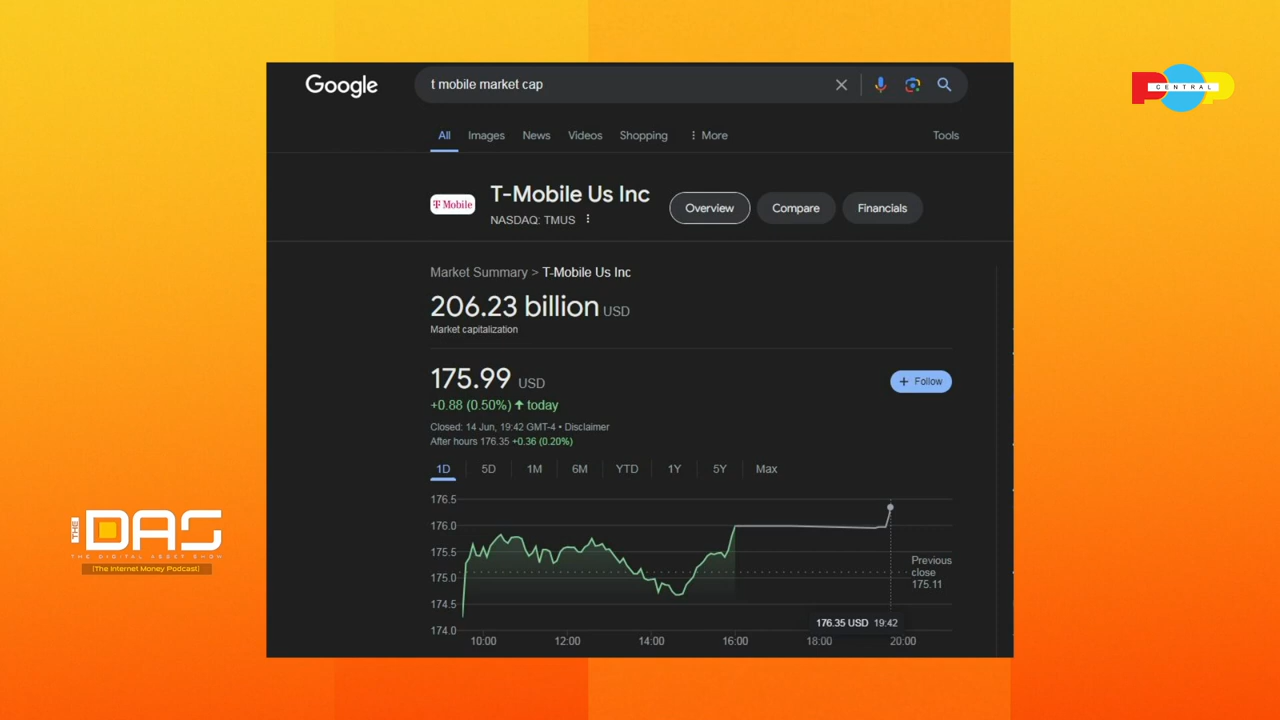 Google
t mobile market cap
POP
CENTRAL
All Images News Videos Shopping More Tools
T Mobile
T-Mobile Us Inc
NASDAQ: TMUS
Overview Compare Financials
Market Summary > T-Mobile Us Inc
206.23 billion USD
Market capitalization
175.99 USD
+ Follow
+0.88 (0.50%) ↑ today
Closed: 14 Jun, 19:42 GMT-4 • Disclaimer
After hours 176.35 +0.36 (0.20%)
1D 5D 1M 6M YTD 1Y 5Y Max
176.5
176.0
175.5
175.0
174.5
174.0
Previous
close
175.11
176.35 USD 19:42
10:00 12:00 14:00 16:00 18:00 20:00
THE DAS
THE DIGITAL ASSET SHOW
(The Internet Money Podcast)